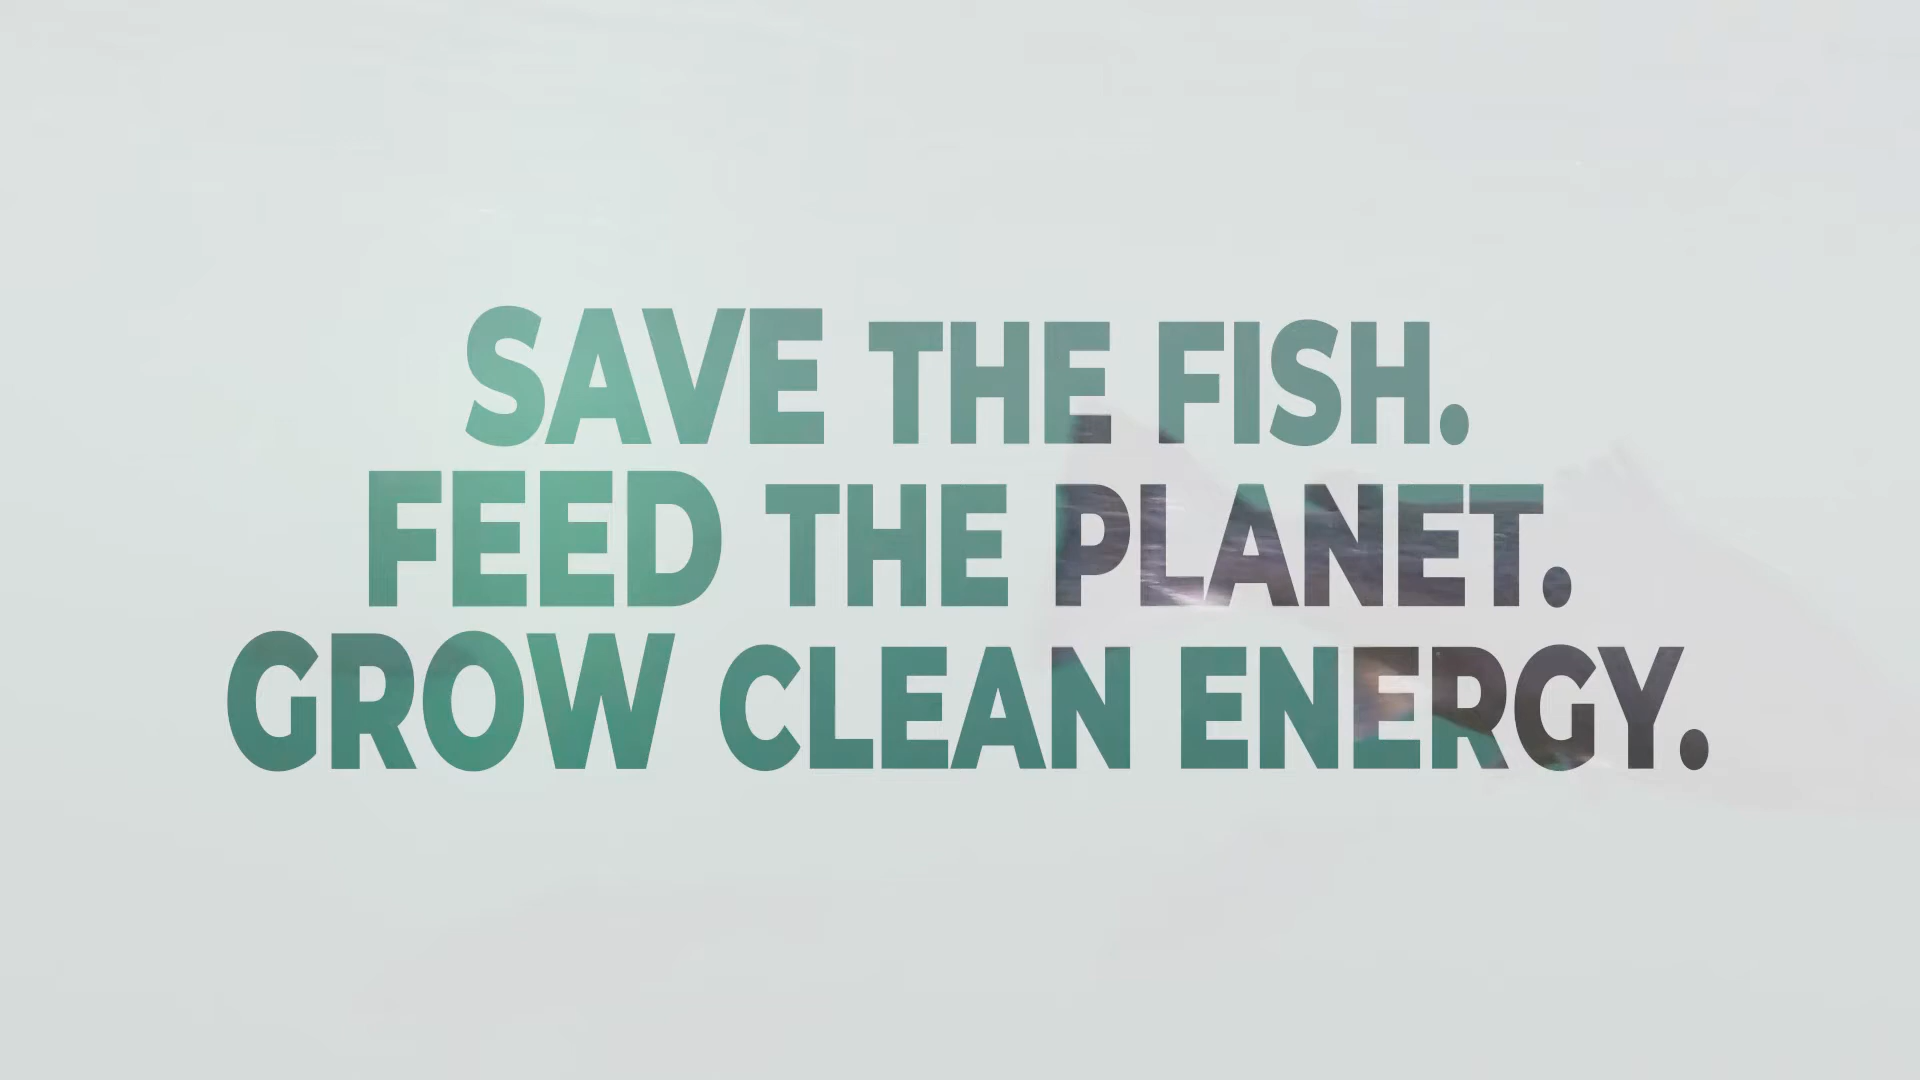 SAVE THE FISH.
FEED THE PLANET.
GROW CLEAN ENERGY.